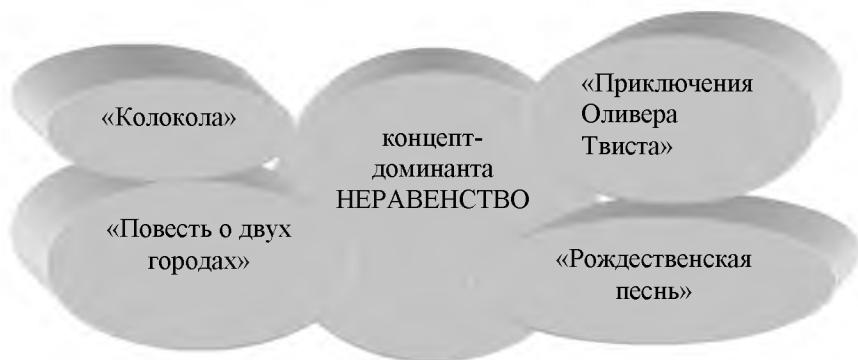 «Колокола»
«Повесть о двух
городах»
концепт-
доминанта
НЕРАВЕНСТВО
«Приключения
Оливера
Твиста»
«Рождественская
песнь»